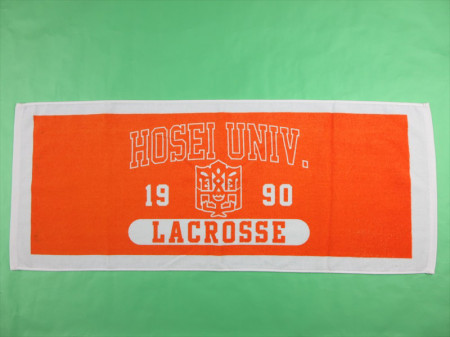 HOSEI UNIV.
19 90
LACROSSE